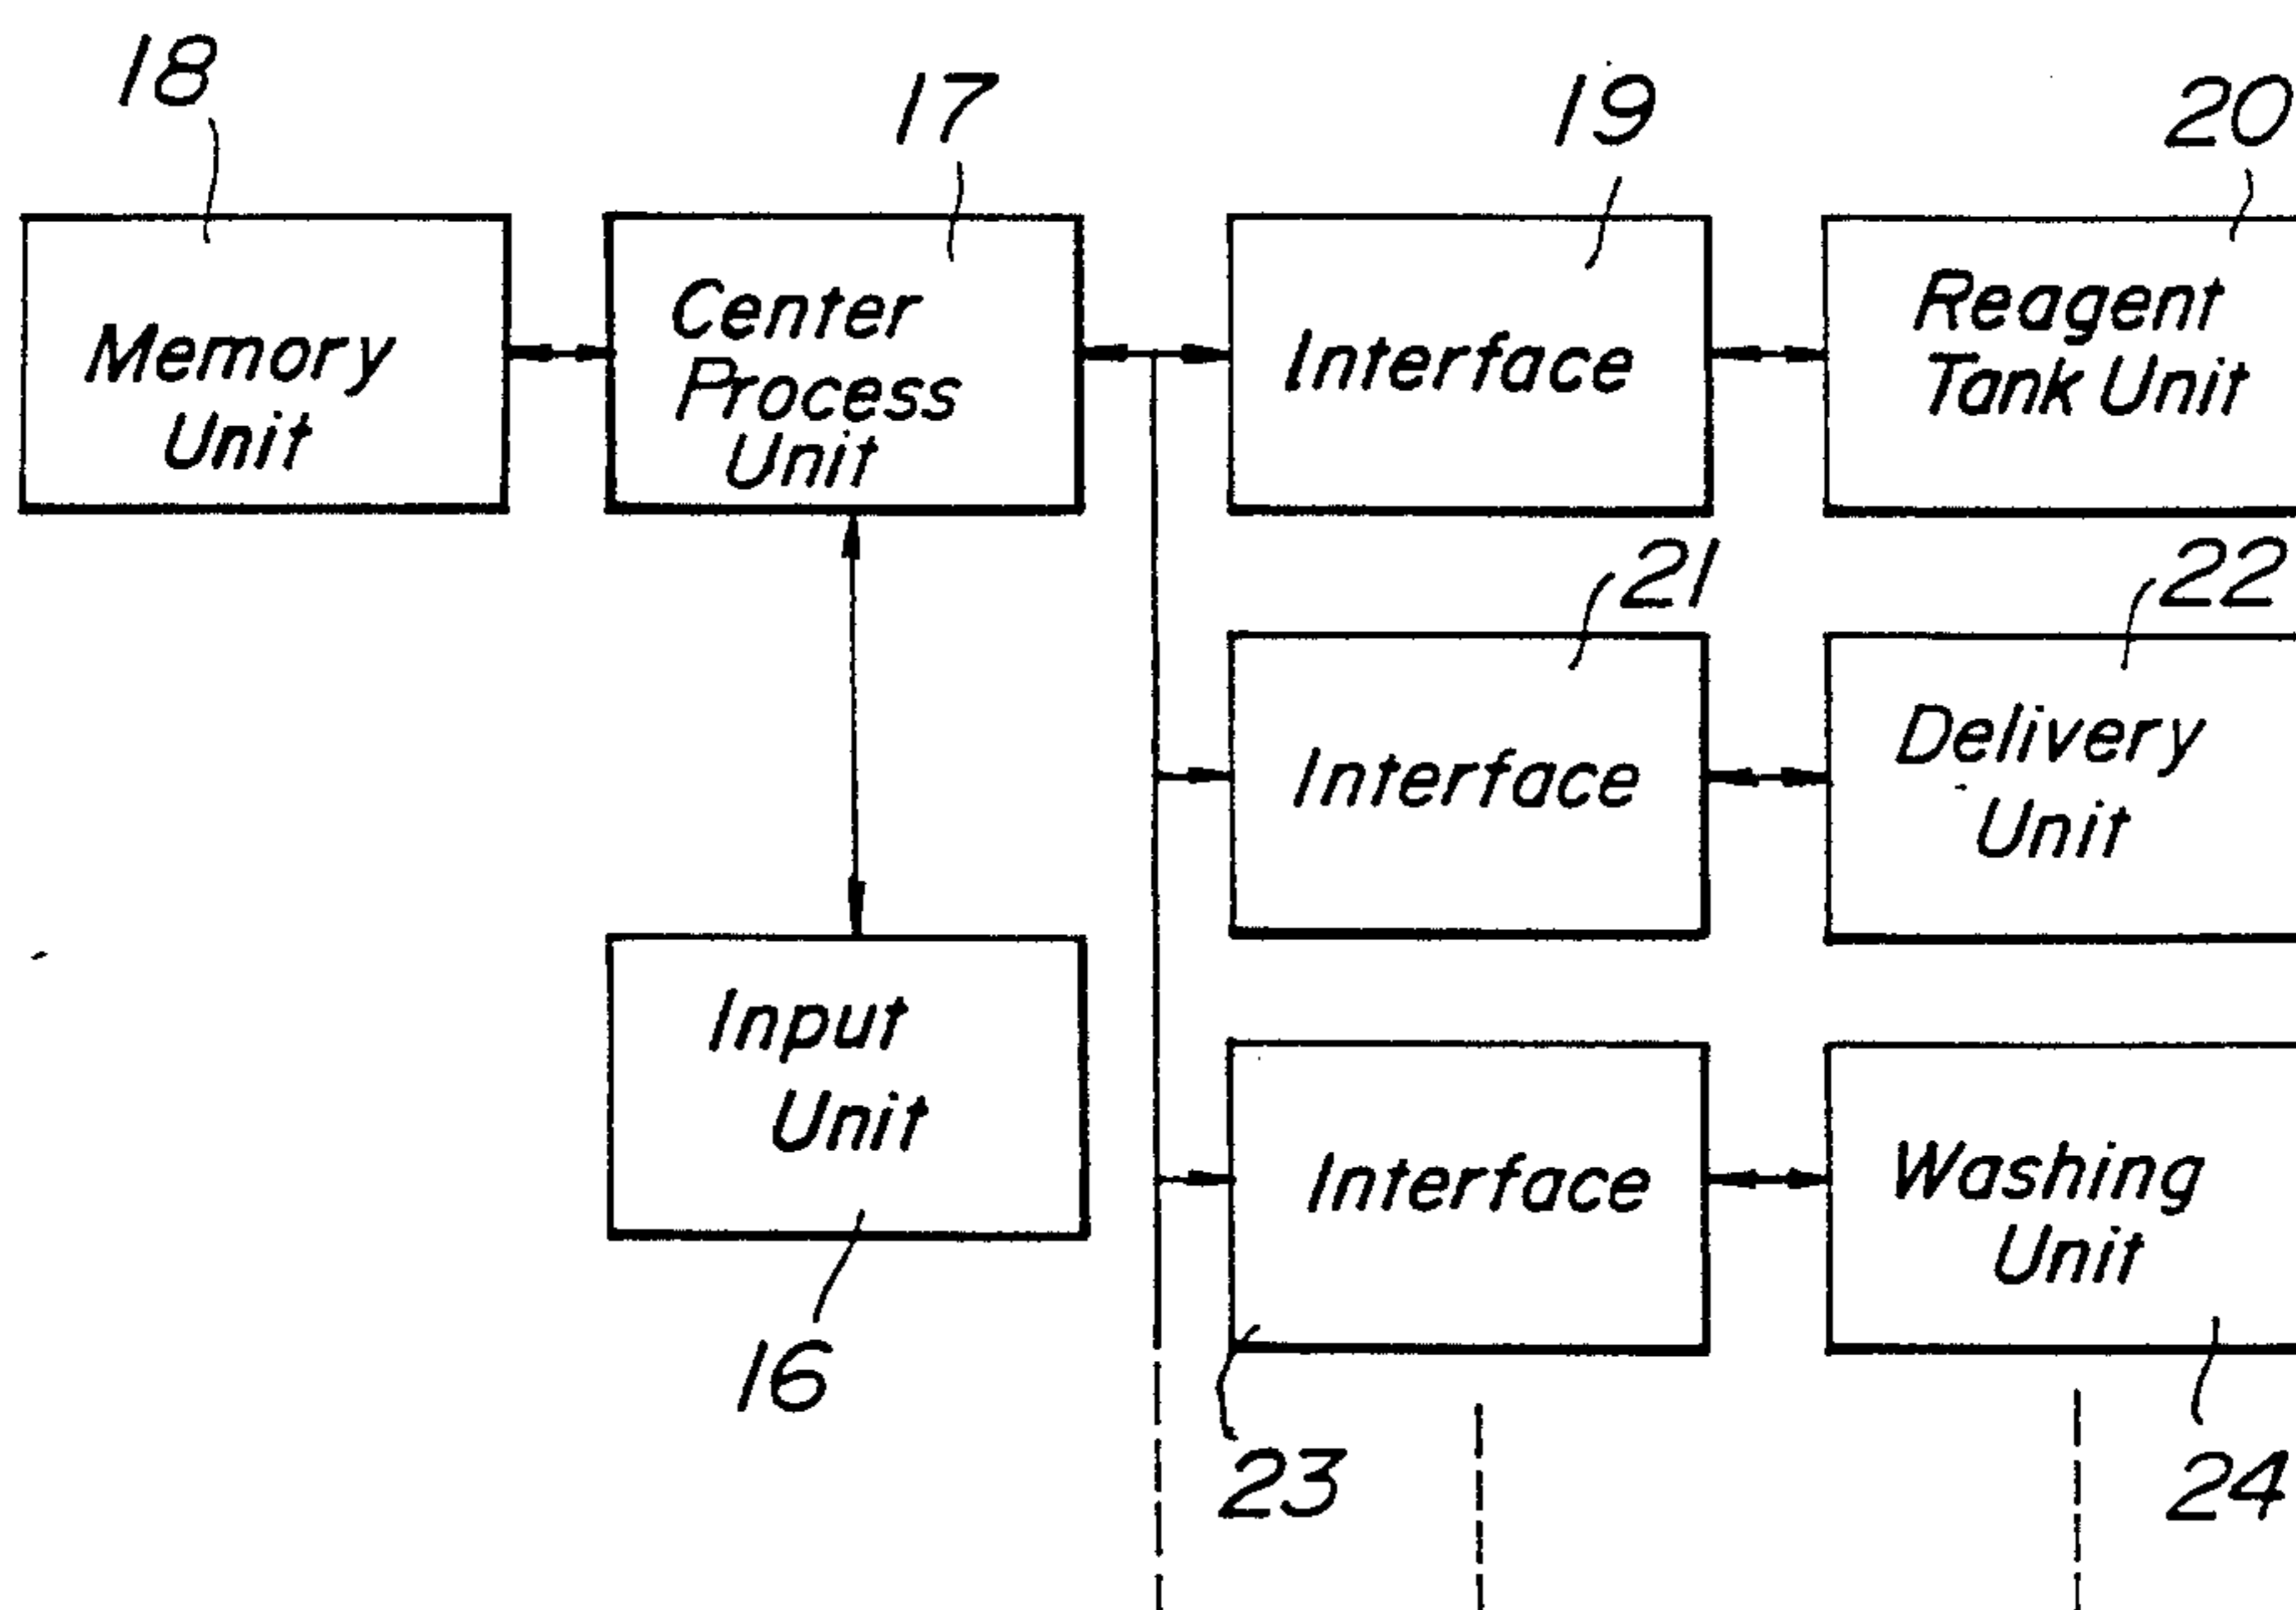 18
17
19
20
Memory
Unit
Center
Process
Unit
Interface
Reagent
Tank Unit
21
22
Interface
Delivery
Unit
Input
Unit
16
Interface
Washing
Unit
23
24